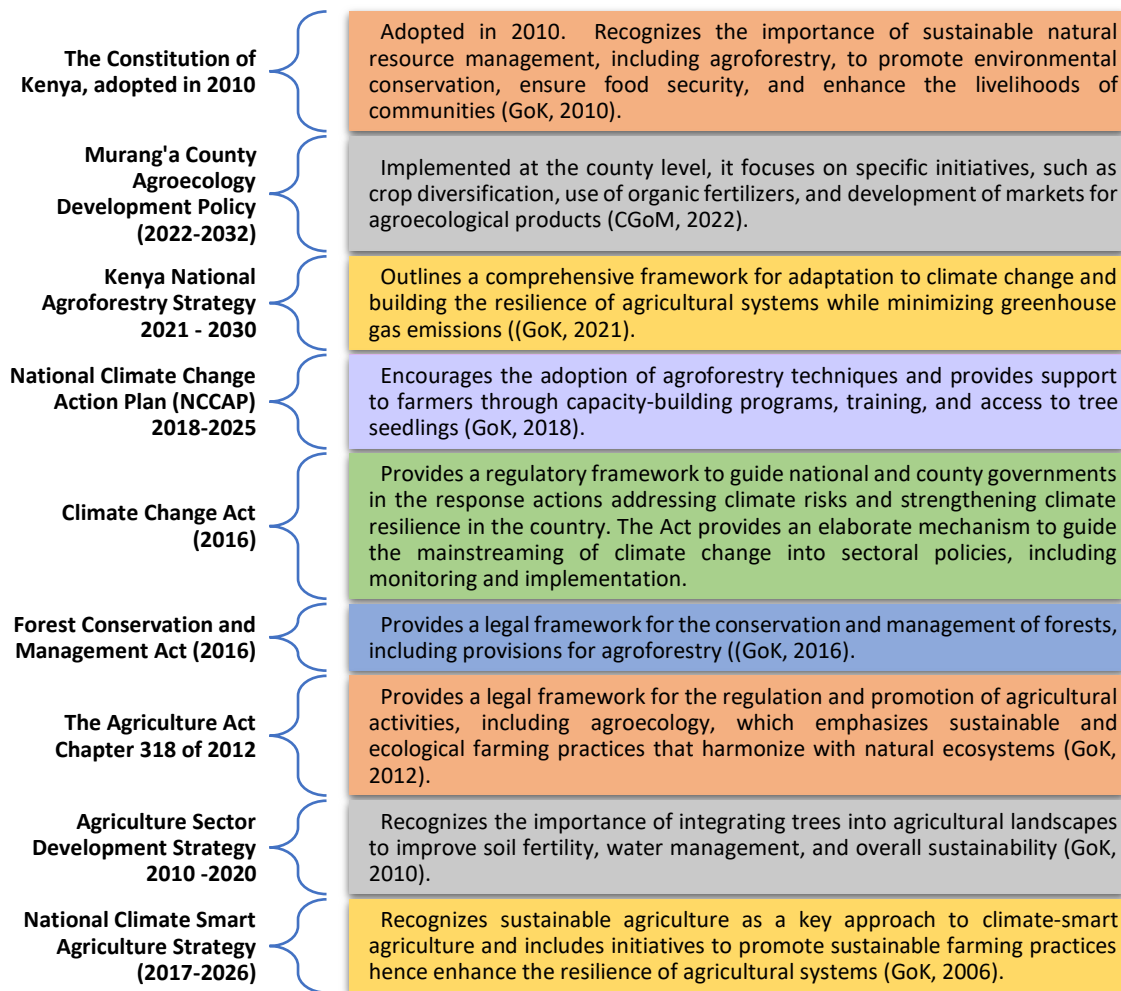 The Constitution of
Kenya, adopted in 2010
Adopted in 2010. Recognizes the importance of sustainable natural
resource management, including agroforestry, to promote environmental
conservation, ensure food security, and enhance the livelihoods of
communities (GoK, 2010).
Murang'a County
Agroecology
Development Policy
(2022-2032)
Implemented at the county level, it focuses on specific initiatives, such as
crop diversification, use of organic fertilizers, and development of markets for
agroecological products (CGoM, 2022).
Kenya National
Agroforestry Strategy
2021 - 2030
Outlines a comprehensive framework for adaptation to climate change and
building the resilience of agricultural systems while minimizing greenhouse
gas emissions ((GoK, 2021).
National Climate Change
Action Plan (NCCAP)
2018-2025
Encourages the adoption of agroforestry techniques and provides support
to farmers through capacity-building programs, training, and access to tree
seedlings (GoK, 2018).
Climate Change Act
(2016)
Provides a regulatory framework to guide national and county governments
in the response actions addressing climate risks and strengthening climate
resilience in the country. The Act provides an elaborate mechanism to guide
the mainstreaming of climate change into sectoral policies, including
monitoring and implementation.
Forest Conservation and
Management Act (2016)
Provides a legal framework for the conservation and management of forests,
including provisions for agroforestry ((GoK, 2016).
The Agriculture Act
Chapter 318 of 2012
Provides a legal framework for the regulation and promotion of agricultural
activities, including agroecology, which emphasizes sustainable and
ecological farming practices that harmonize with natural ecosystems (GoK,
2012).
Agriculture Sector
Development Strategy
2010 -2020
Recognizes the importance of integrating trees into agricultural landscapes
to improve soil fertility, water management, and overall sustainability (GoK,
2010).
National Climate Smart
Agriculture Strategy
(2017-2026)
Recognizes sustainable agriculture as a key approach to climate-smart
agriculture and includes initiatives to promote sustainable farming practices
hence enhance the resilience of agricultural systems (GoK, 2006).